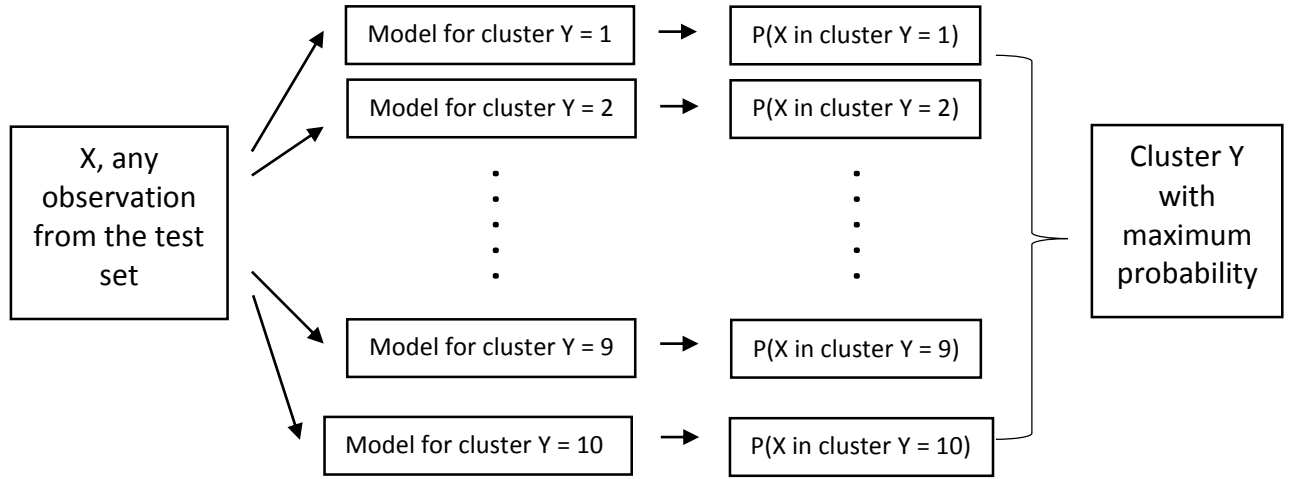 X, any
observation
from the test
set
Model for cluster Y = 1
P(X in cluster Y = 1)
Model for cluster Y = 2
P(X in cluster Y = 2)
Model for cluster Y = 9
P(X in cluster Y = 9)
Model for cluster Y = 10
P(X in cluster Y = 10)
Cluster Y
with
maximum
probability